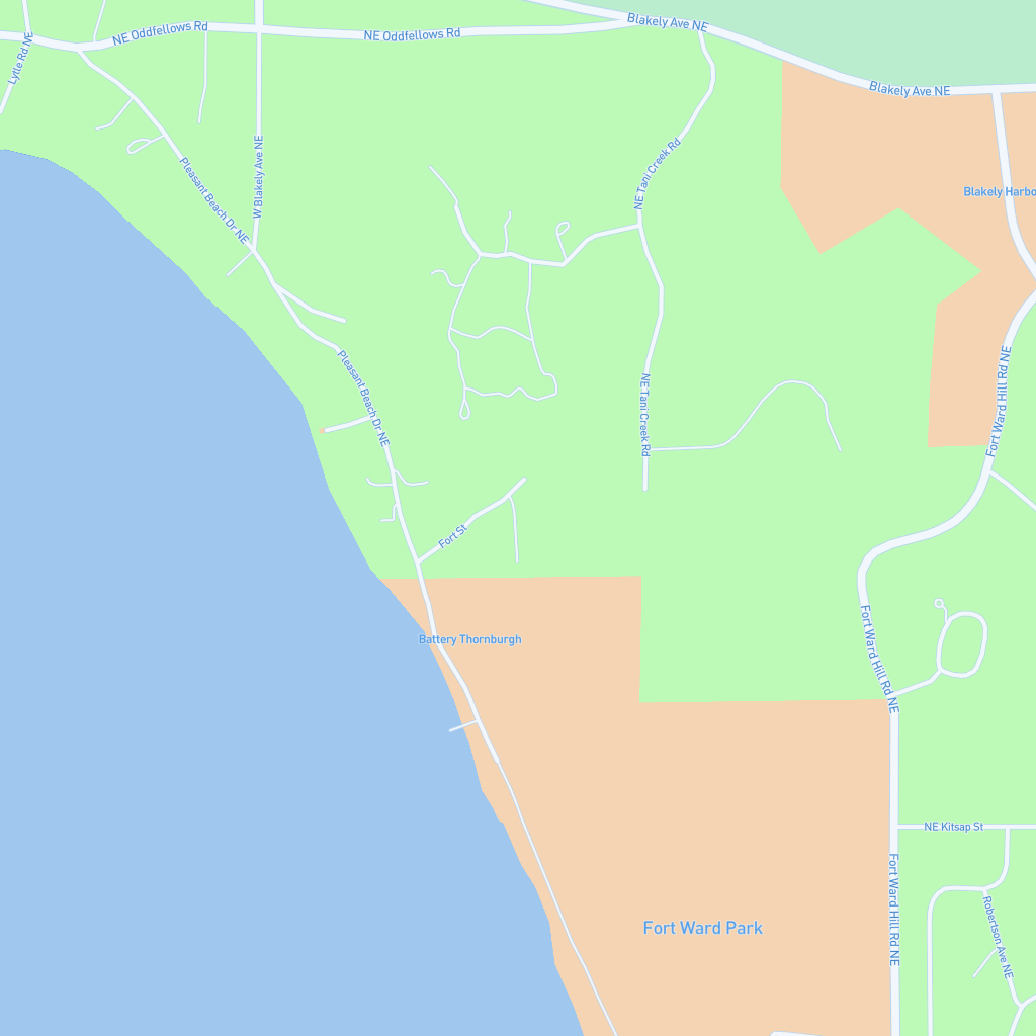 Blakely Ave NE
NE Oddfellows Rd
NE Oddfellows Rd
Lytle Rd NE
Blakely Ave NE
W Blakely Ave NE
Pleasant Beach Dr NE
NE Tani Creek Rd
Blakely Harbo
Pleasant Beach Dr NE
NE Tani Creek Rd
Fort Ward Hill Rd NE
Fort St
Battery Thornburgh
Fort Ward Hill Rd NE
NE Kitsap St
Fort Ward Hill Rd NE
Fort Ward Park
Robertson Ave NE